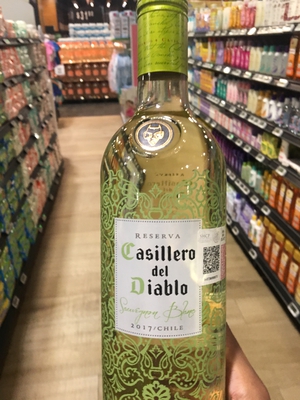 RESERVA
Casillero
del
Diablo
Sauvignon Blanc
2017/CHILE